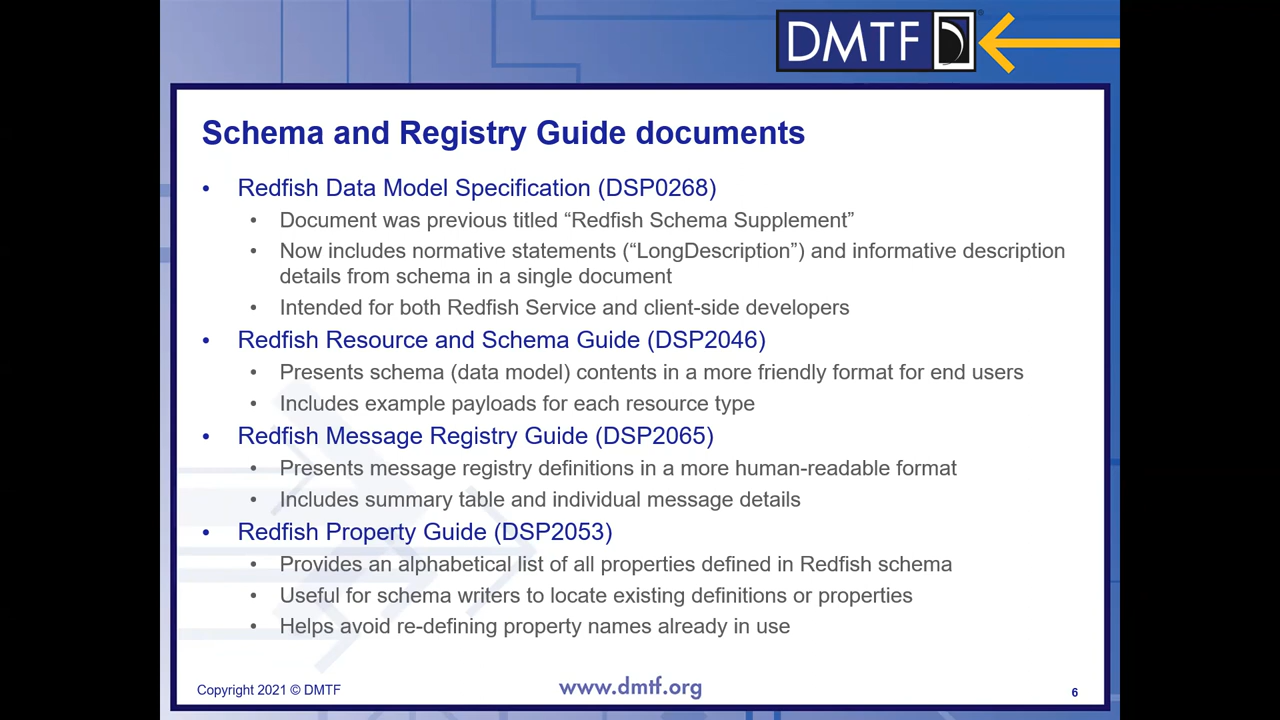 DMTF
Schema and Registry Guide documents
• Redfish Data Model Specification (DSP0268)
• Document was previous titled “Redfish Schema Supplement”
• Now includes normative statements (“LongDescription”) and informative description
details from schema in a single document
• Intended for both Redfish Service and client-side developers
• Redfish Resource and Schema Guide (DSP2046)
• Presents schema (data model) contents in a more friendly format for end users
• Includes example payloads for each resource type
• Redfish Message Registry Guide (DSP2065)
• Presents message registry definitions in a more human-readable format
• Includes summary table and individual message details
• Redfish Property Guide (DSP2053)
• Provides an alphabetical list of all properties defined in Redfish schema
• Useful for schema writers to locate existing definitions or properties
• Helps avoid re-defining property names already in use
Copyright 2021 © DMTF
www.dmtf.org
6